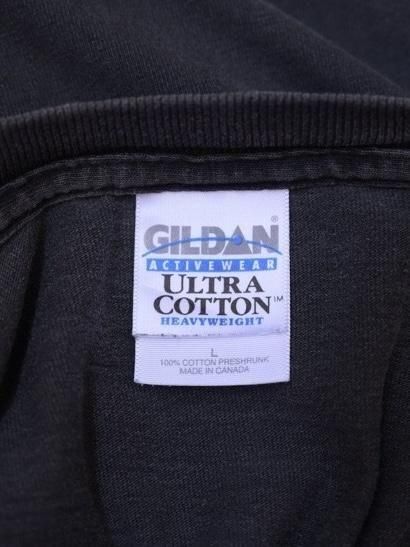 GILDAN®
ACTIVEWEAR
ULTRA
COTTON™
HEAVYWEIGHT
L
100% COTTON PRESHRUNK
MADE IN CANADA